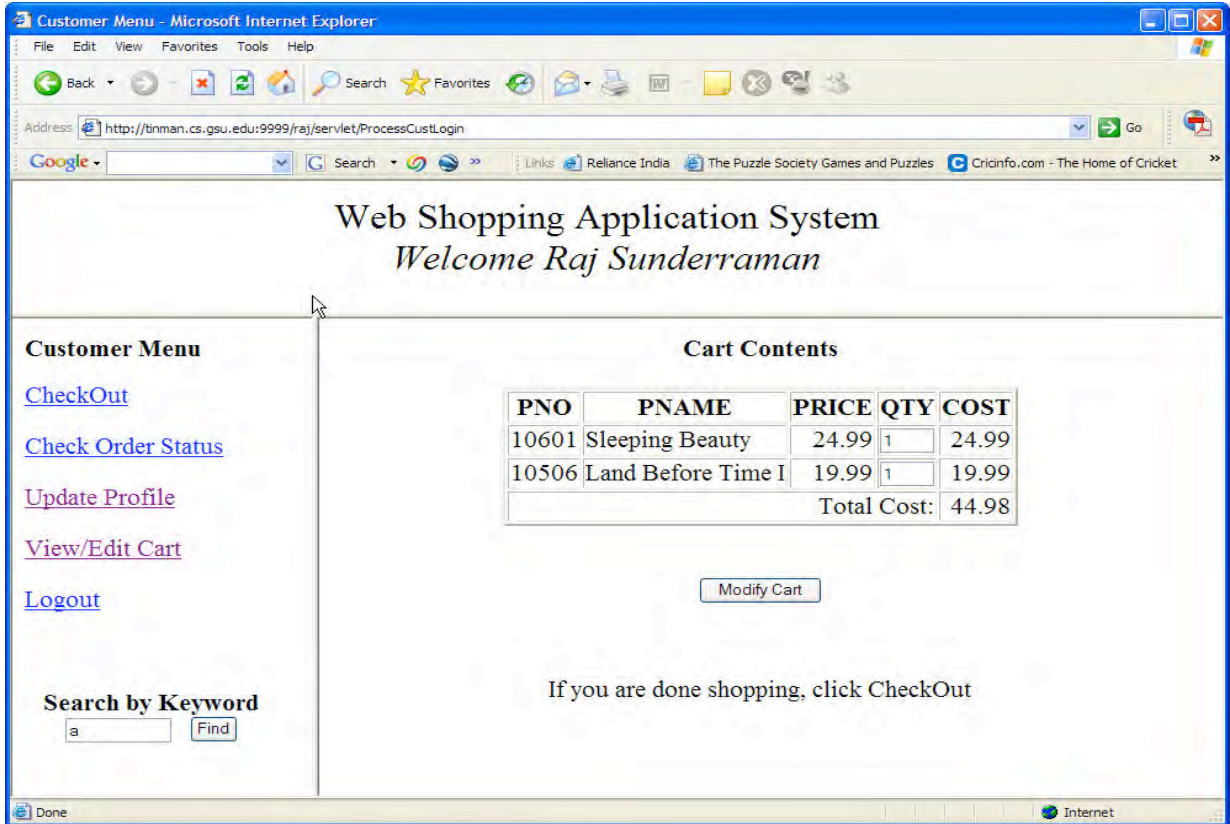 Customer Menu - Microsoft Internet Explorer
File Edit View Favorites Tools Help
Back Search Favorites
Address http://tinman.cs.gsu.edu:9999/raj/servlet/ProcessCustLogin Go
Google Search » Links Reliance India The Puzzle Society Games and Puzzles Cricinfo.com - The Home of Cricket »
Web Shopping Application System
Welcome Raj Sunderraman
Customer Menu
CheckOut
Check Order Status
Update Profile
View/Edit Cart
Logout
Search by Keyword
a Find
Cart Contents
PNO PNAME PRICE QTY COST
10601 Sleeping Beauty 24.99 1 24.99
10506 Land Before Time I 19.99 1 19.99
Total Cost: 44.98
Modify Cart
If you are done shopping, click CheckOut
Done Internet